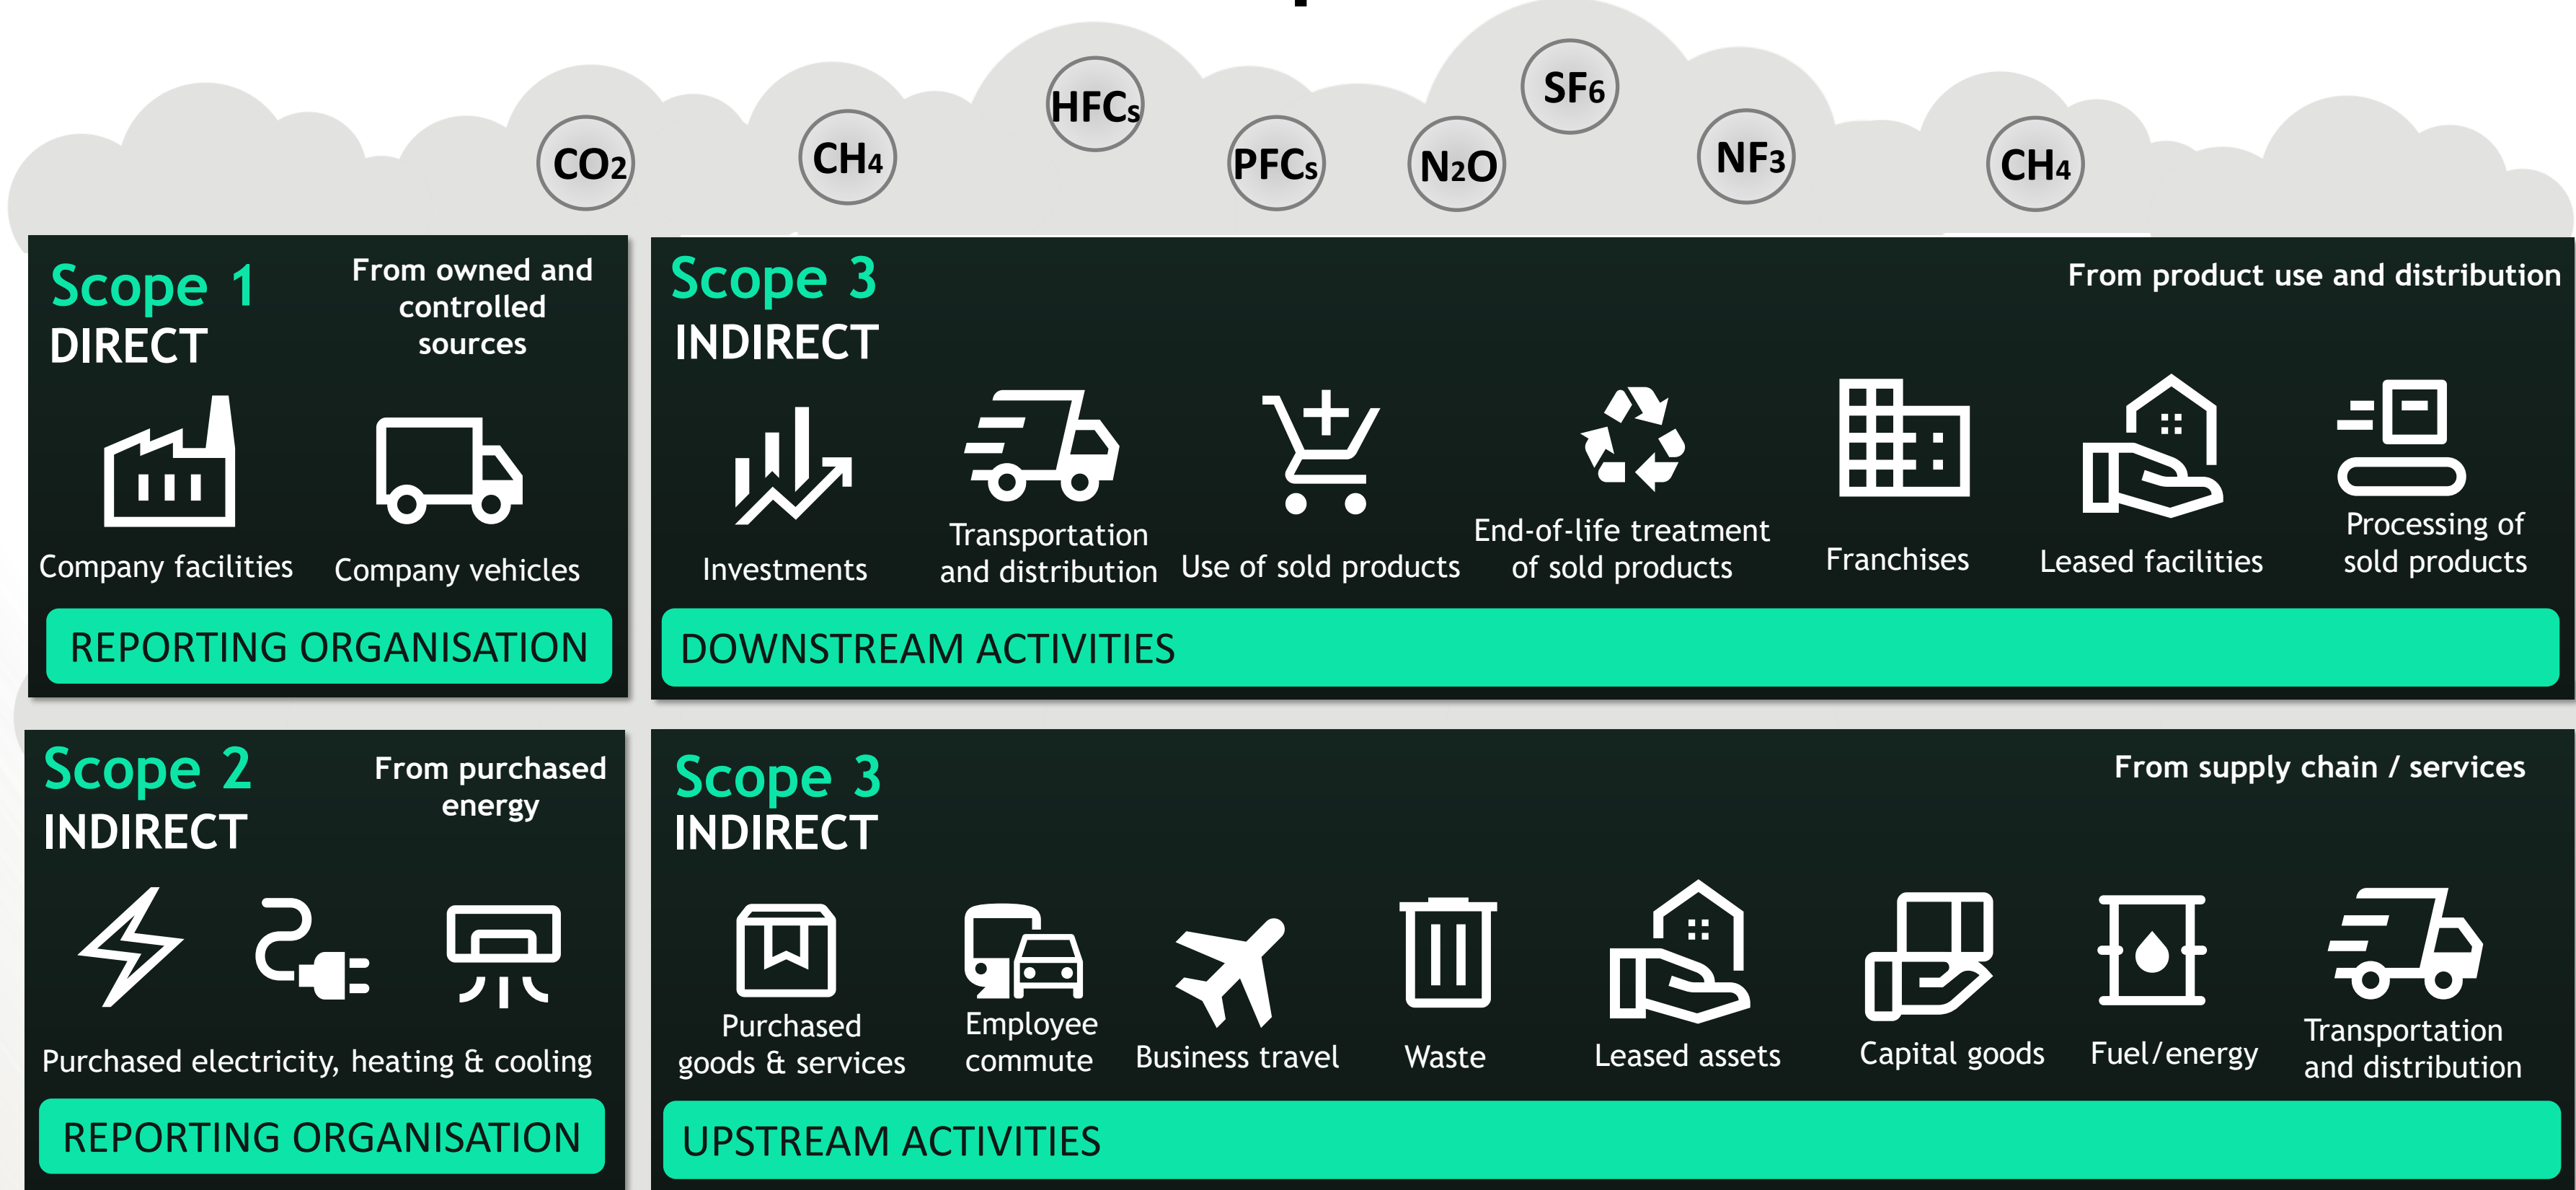 HFCs
SF6
CO2
CH4
PFCs
N2O
NF3
CH4
Scope 1
DIRECT
From owned and
controlled
sources
Company facilities
Company vehicles
REPORTING ORGANISATION
Scope 3
INDIRECT
From product use and distribution
Investments
Transportation
and distribution
Use of sold products
End-of-life treatment
of sold products
Franchises
Leased facilities
Processing of
sold products
DOWNSTREAM ACTIVITIES
Scope 2
INDIRECT
From purchased
energy
Purchased electricity, heating & cooling
REPORTING ORGANISATION
Scope 3
INDIRECT
From supply chain / services
Purchased
goods & services
Employee
commute
Business travel
Waste
Leased assets
Capital goods
Fuel/energy
Transportation
and distribution
UPSTREAM ACTIVITIES